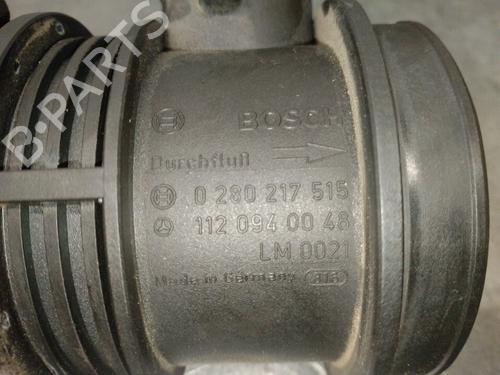 B-PARTS
BOSCH
Durchfluß
0 280 217 515
112 094 00 48
LM 0021
Made in Germany